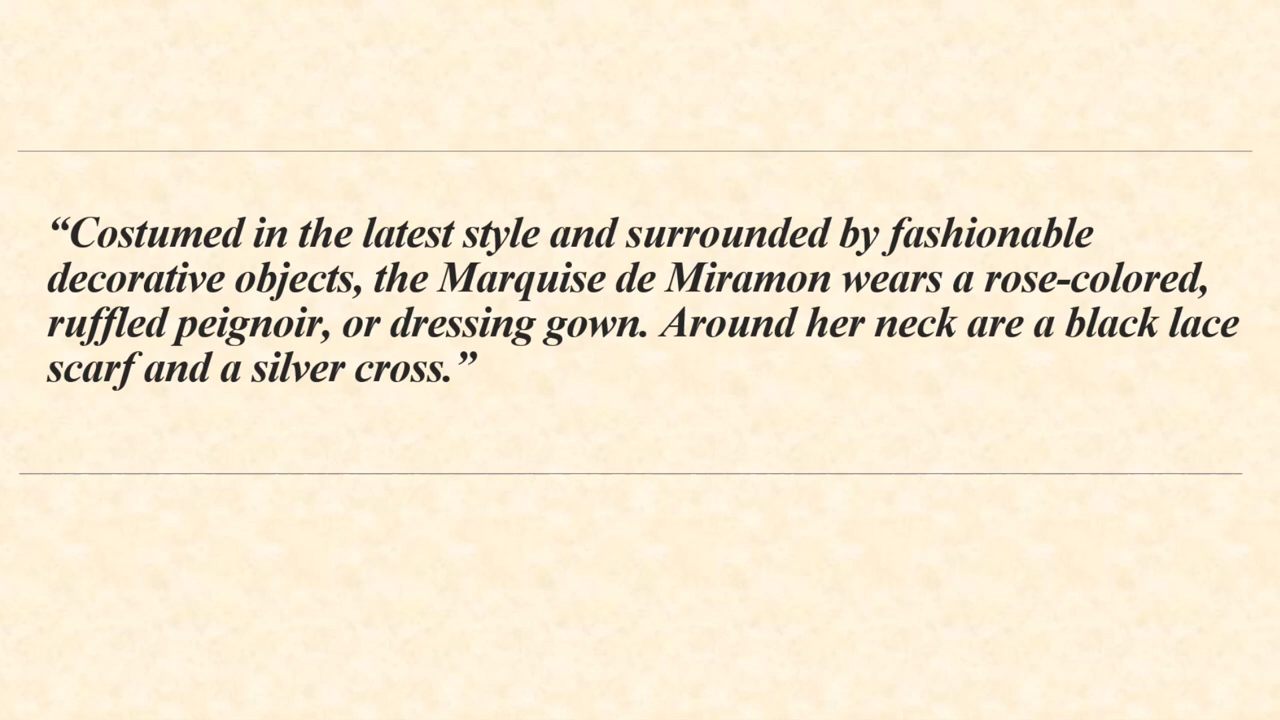 “Costumed in the latest style and surrounded by fashionable
decorative objects, the Marquise de Miramon wears a rose-colored,
ruffled peignoir, or dressing gown. Around her neck are a black lace
scarf and a silver cross.”